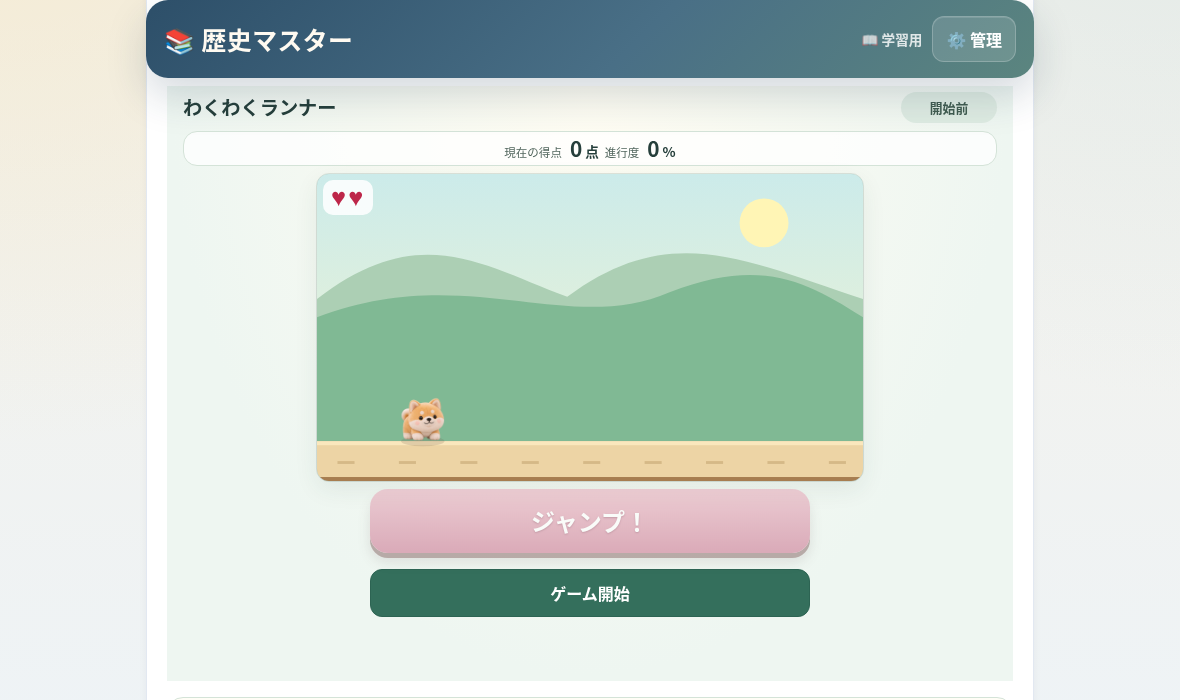 📚 歴史マスター
📖 学習用
⚙️ 管理
わくわくランナー
開始前
現在の得点 0 点 進行度 0 %
♥♥
ジャンプ！
ゲーム開始